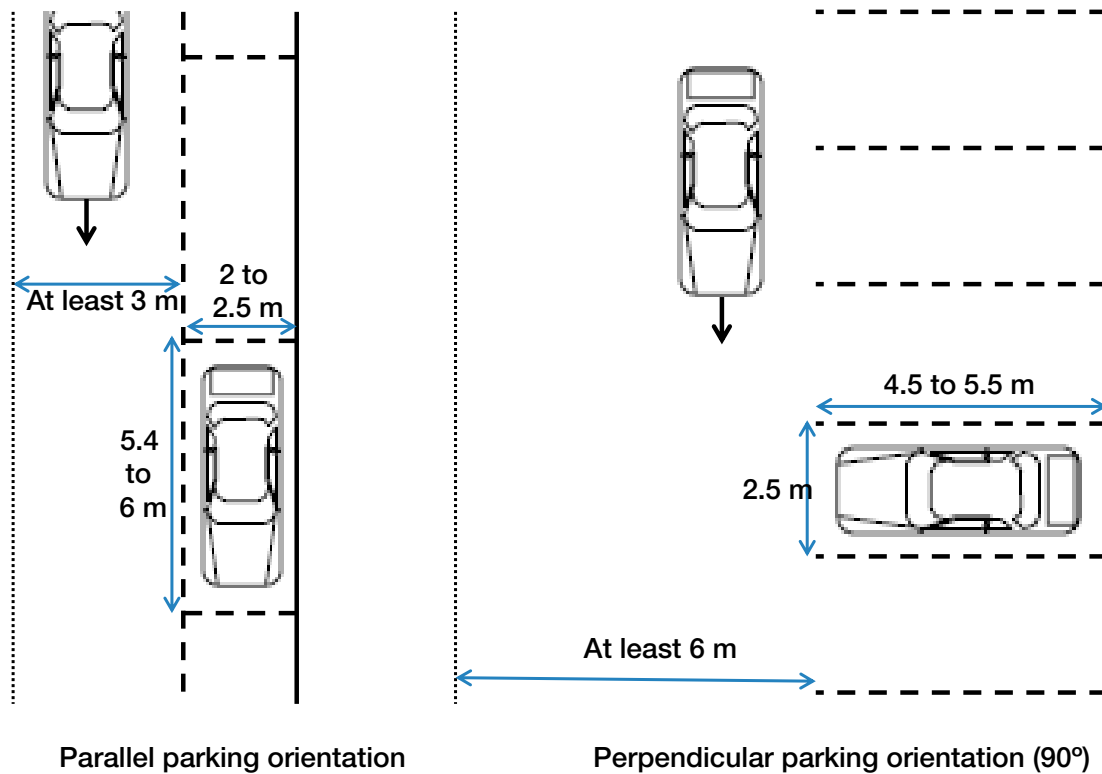 At least 3 m
2 to
2.5 m
5.4
to
6 m
Parallel parking orientation
4.5 to 5.5 m
2.5 m
At least 6 m
Perpendicular parking orientation (90º)